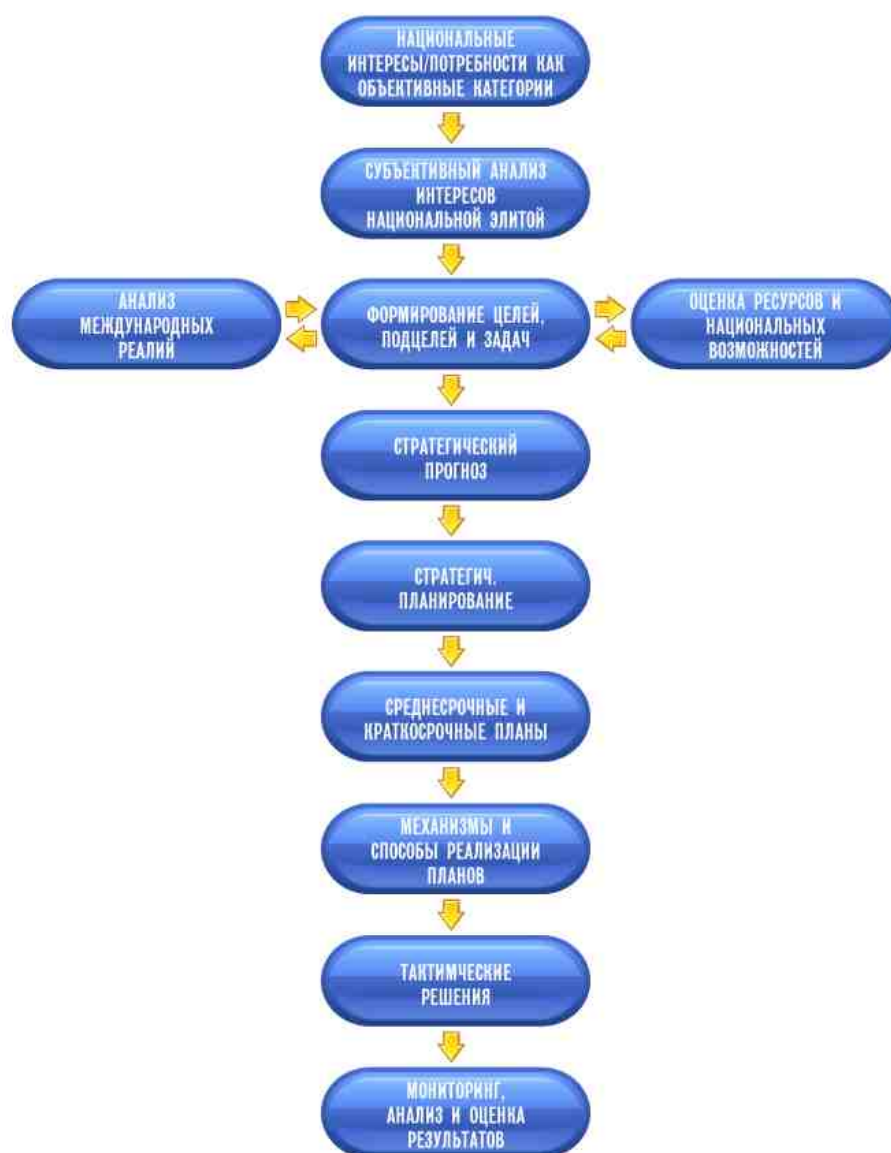 НАЦИОНАЛЬНЫЕ
ИНТЕРЕСЫ/ПОТРЕБНОСТИ КАК
ОБЪЕКТИВНЫЕ КАТЕГОРИИ
СУБЪЕКТИВНЫЙ АНАЛИЗ
ИНТЕРЕСОВ
НАЦИОНАЛЬНОЙ ЭЛИТОЙ
АНАЛИЗ
МЕЖДУНАРОДНЫХ
РЕАЛИЙ
ФОРМИРОВАНИЕ ЦЕЛЕЙ,
ПОДЦЕЛЕЙ И ЗАДАЧ
ОЦЕНКА РЕСУРСОВ И
НАЦИОНАЛЬНЫХ
ВОЗМОЖНОСТЕЙ
СТРАТЕГИЧЕСКИЙ
ПРОГНОЗ
СТРАТЕГИЧ.
ПЛАНИРОВАНИЕ
СРЕДНЕСРОЧНЫЕ И
КРАТКОСРОЧНЫЕ ПЛАНЫ
МЕХАНИЗМЫ И
СПОСОБЫ РЕАЛИЗАЦИИ
ПЛАНОВ
ТАКТИМЧЕСКИЕ
РЕШЕНИЯ
МОНИТОРИНГ,
АНАЛИЗ И ОЦЕНКА
РЕЗУЛЬТАТОВ